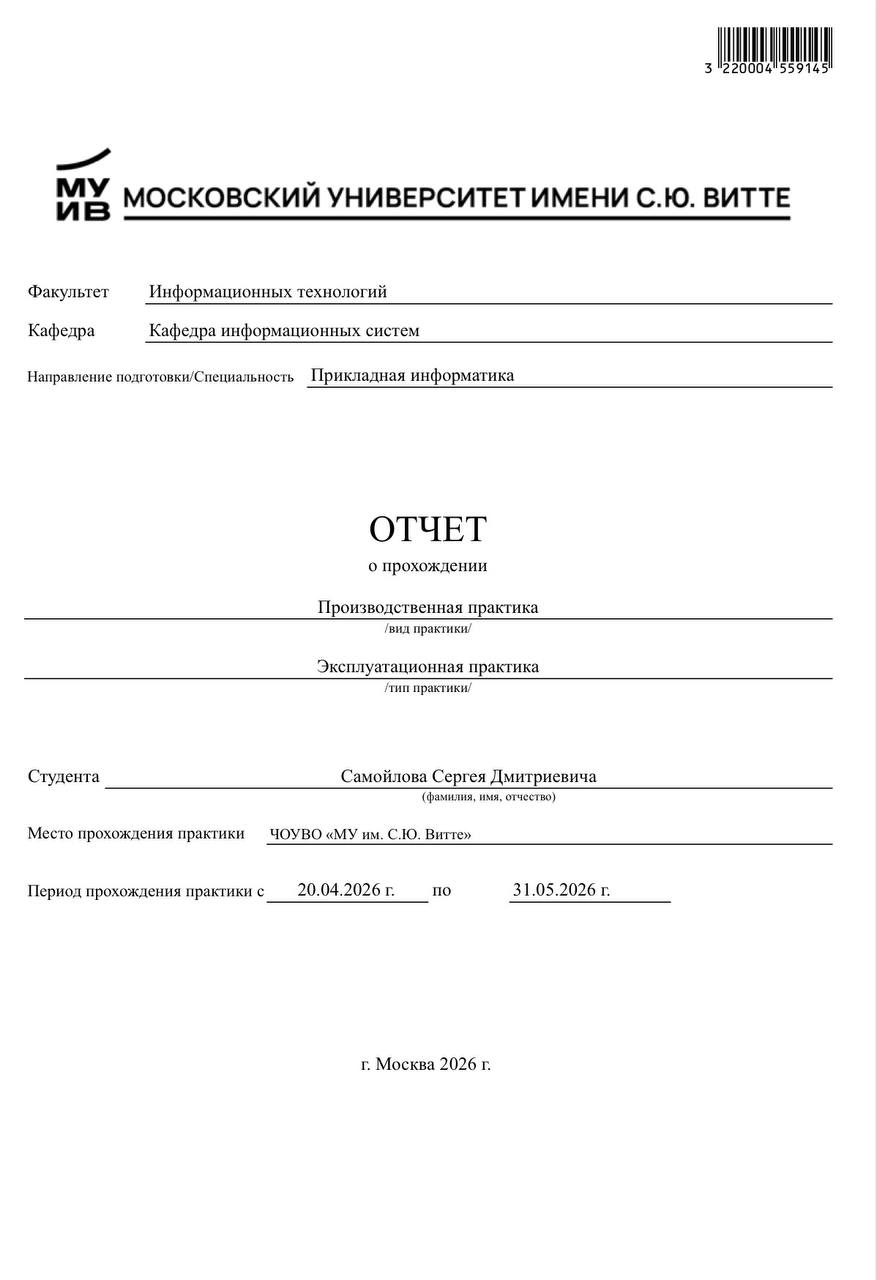 3 220004 559145
МУ ИВ МОСКОВСКИЙ УНИВЕРСИТЕТ ИМЕНИ С.Ю. ВИТТЕ
Факультет Информационных технологий
Кафедра Кафедра информационных систем
Направление подготовки/Специальность Прикладная информатика
ОТЧЕТ
о прохождении
Производственная практика
/вид практики/
Эксплуатационная практика
/тип практики/
Студента Самойлова Сергея Дмитриевича
(фамилия, имя, отчество)
Место прохождения практики ЧОУВО «МУ им. С.Ю. Витте»
Период прохождения практики с 20.04.2026 г. по 31.05.2026 г.
г. Москва 2026 г.